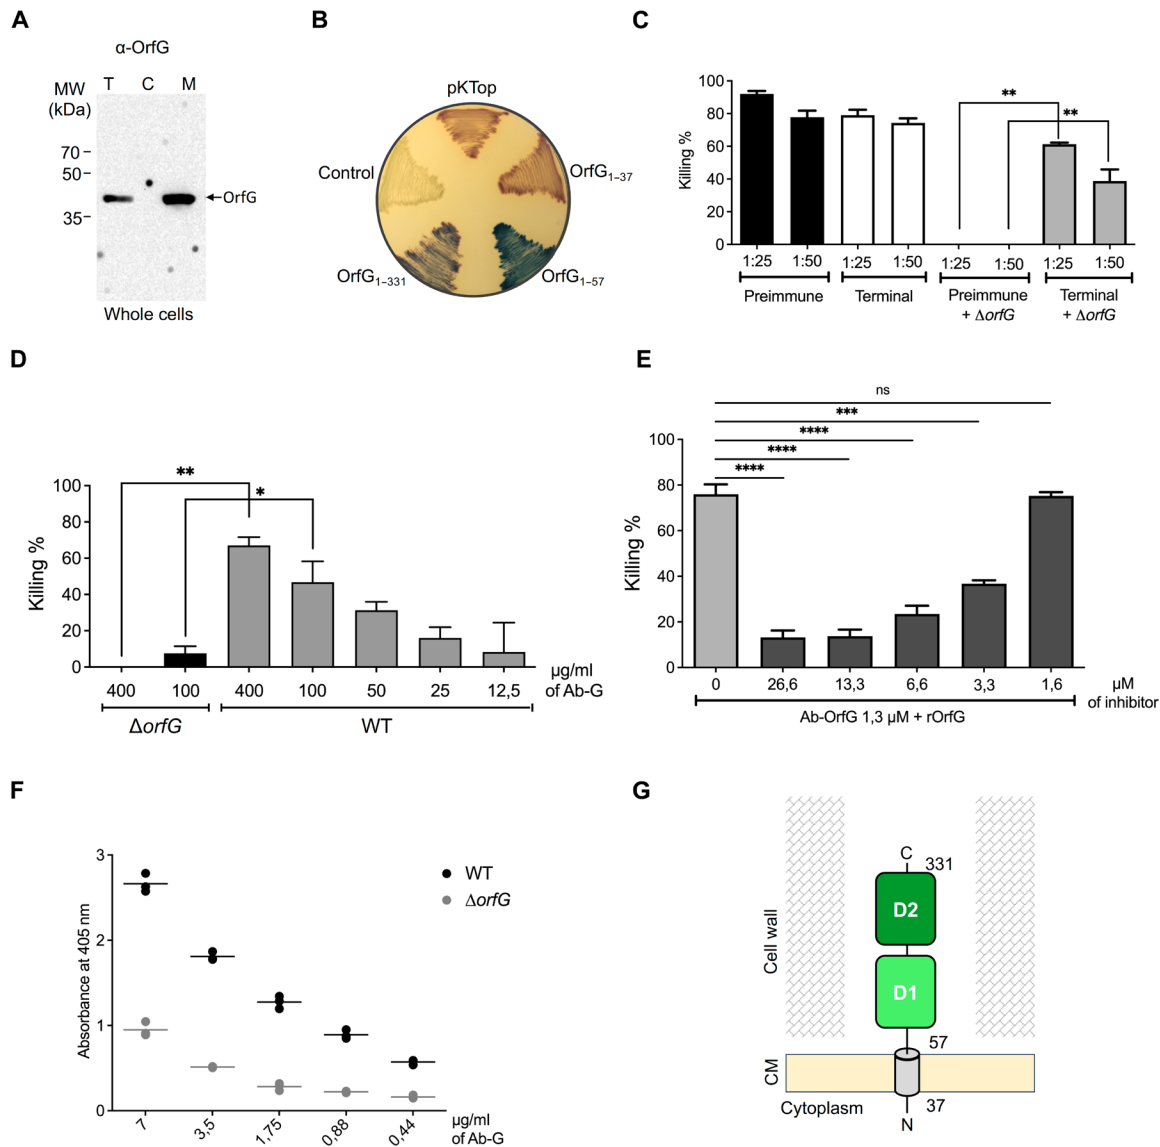 A
α-OrfG
MW
(kDa)
T C M
70
50
35
OrfG
Whole cells
B
pKTop
Control
OrfG1–37
OrfG1–331
OrfG1–57
C
Killing %
100
80
60
40
20
0
** **
1:25 1:50 1:25 1:50 1:25 1:50 1:25 1:50
Preimmune Terminal Preimmune Terminal
+ ΔorfG + ΔorfG
D
Killing %
100
80
60
40
20
0
**
*
400 100 400 100 50 25 12,5
µg/ml
of Ab-G
ΔorfG WT
E
Killing %
100
80
60
40
20
0
ns
***
****
****
****
0 26,6 13,3 6,6 3,3 1,6
µM
of inhibitor
Ab-OrfG 1,3 µM + rOrfG
F
Absorbance at 405 nm
3
2
1
0
WT
ΔorfG
7 3,5 1,75 0,88 0,44
µg/ml
of Ab-G
G
Cell wall
CM
C
331
D2
D1
57
Cytoplasm
37
N